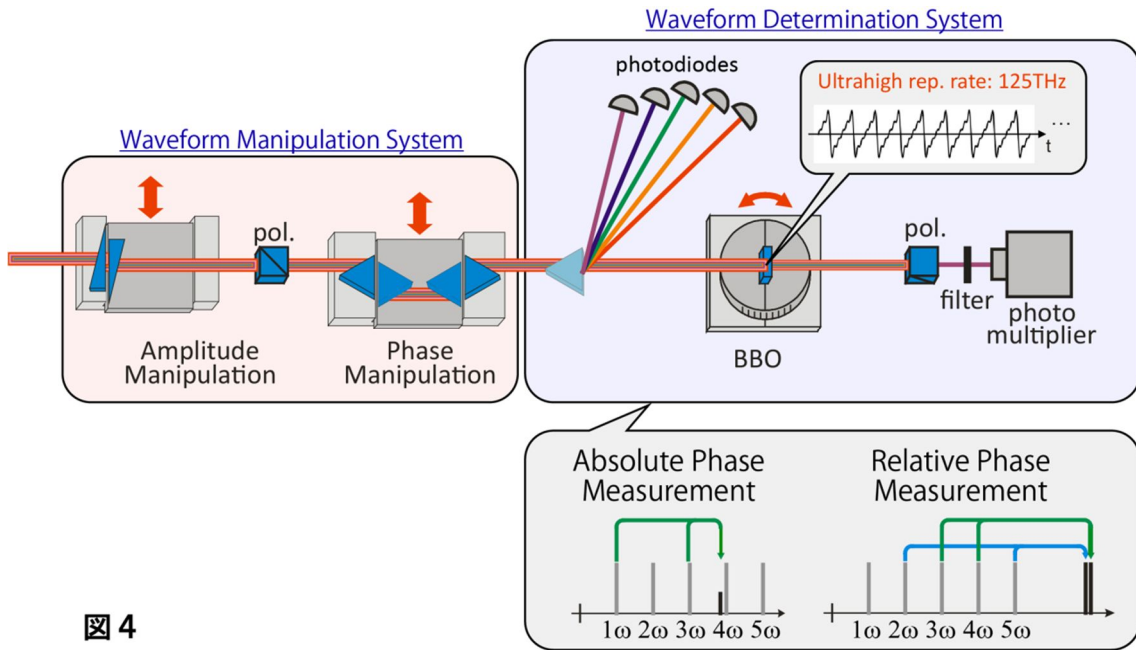 Waveform Determination System
photodiodes
Ultrahigh rep. rate: 125THz
...
t
Waveform Manipulation System
pol.
pol.
filter
photo
multiplier
Amplitude
Manipulation
Phase
Manipulation
BBO
Absolute Phase
Measurement
Relative Phase
Measurement
1ω 2ω 3ω 4ω 5ω
1ω 2ω 3ω 4ω 5ω
図 4